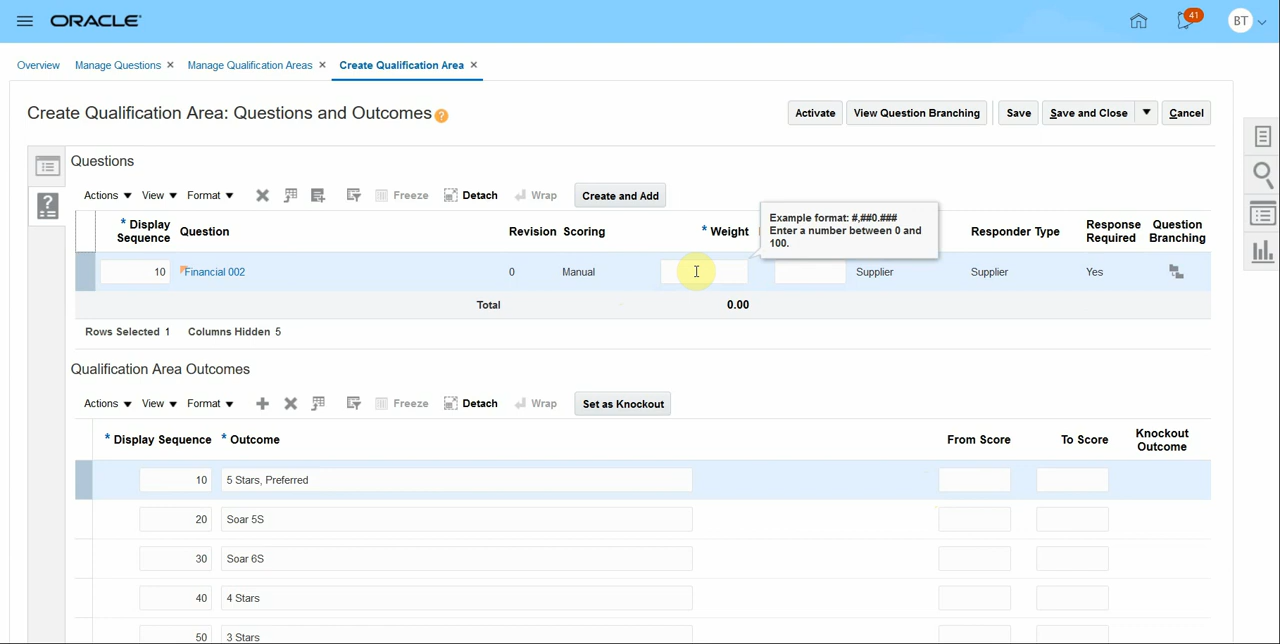 ORACLE
41
BT
Overview
Manage Questions
Manage Qualification Areas
Create Qualification Area
Create Qualification Area: Questions and Outcomes
Activate
View Question Branching
Save
Save and Close
Cancel
Questions
Actions
View
Format
Freeze
Detach
Wrap
Create and Add
Example format: #,##0.###
Enter a number between 0 and
100.
* Display
Sequence
Question
Revision
Scoring
* Weight
Responder Type
Response
Required
Question
Branching
10
Financial 002
0
Manual
Supplier
Supplier
Yes
Total
0.00
Rows Selected 1
Columns Hidden 5
Qualification Area Outcomes
Actions
View
Format
Freeze
Detach
Wrap
Set as Knockout
* Display Sequence
* Outcome
From Score
To Score
Knockout
Outcome
10
5 Stars, Preferred
20
Soar 5S
30
Soar 6S
40
4 Stars
50
3 Stars